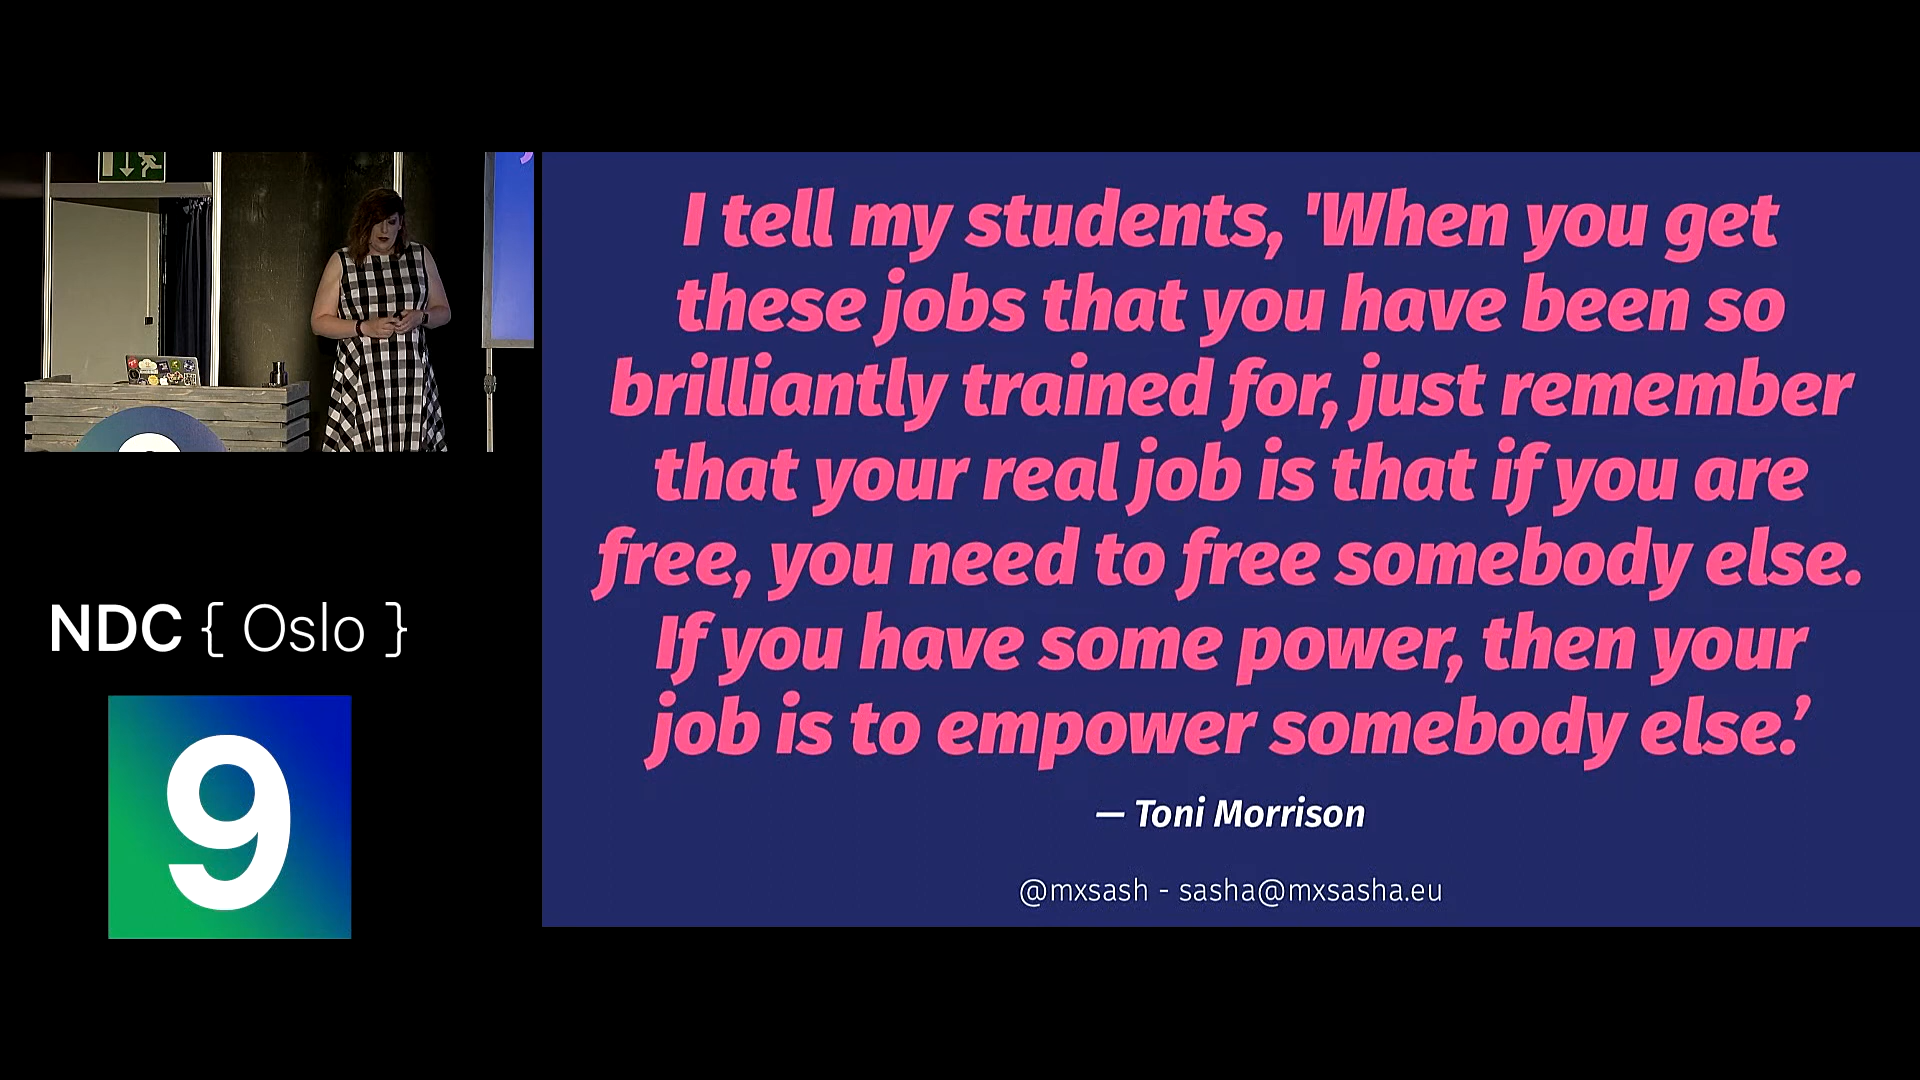 NDC { Oslo }
9
I tell my students, 'When you get
these jobs that you have been so
brilliantly trained for, just remember
that your real job is that if you are
free, you need to free somebody else.
If you have some power, then your
job is to empower somebody else.’
— Toni Morrison
@mxsash - sasha@mxsasha.eu